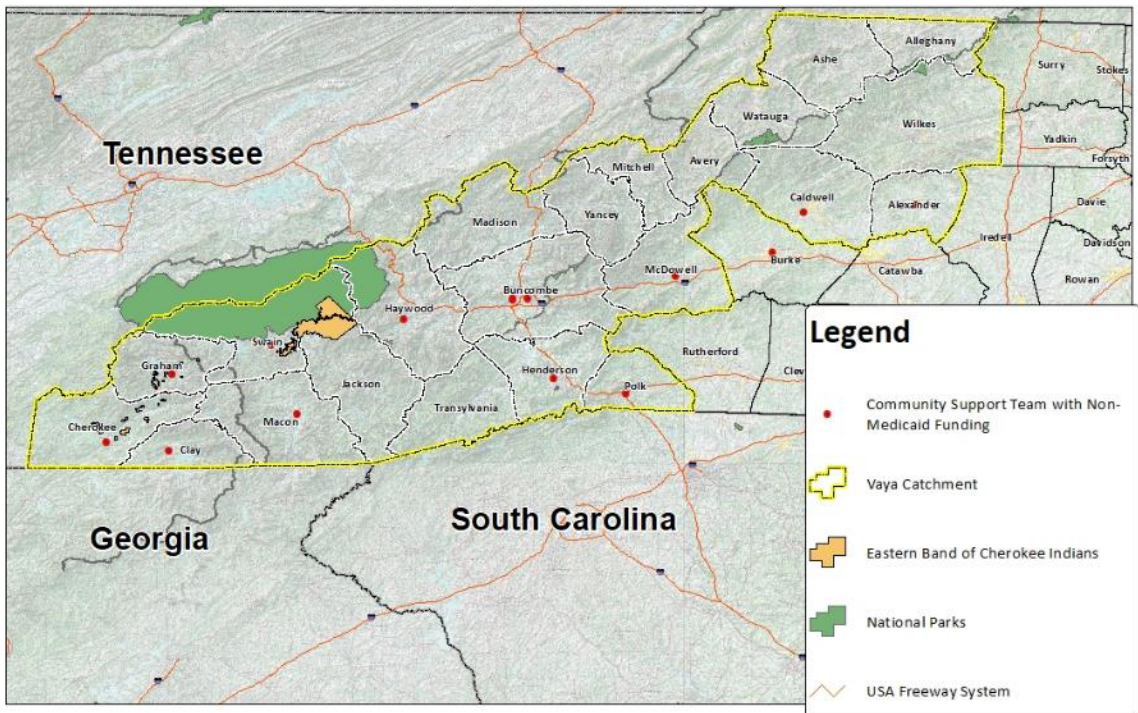 Alleghany
Ashe
Surry
Stokes
Watauga
Wilkes
Yadkin
Tennessee
Mitchell
Avery
Forsyth
Caldwell
Alexander
Davie
Madison
Yancey
Iredell
Davidson
Burke
Catawba
McDowell
Rowan
Buncombe
Haywood
Swain
Rutherford
Clev
Graham
Henderson
Jackson
Polk
Transylvania
Cherokee
Macon
Clay
Georgia
South Carolina
Legend
Community Support Team with Non-
Medicaid Funding
Vaya Catchment
Eastern Band of Cherokee Indians
National Parks
USA Freeway System